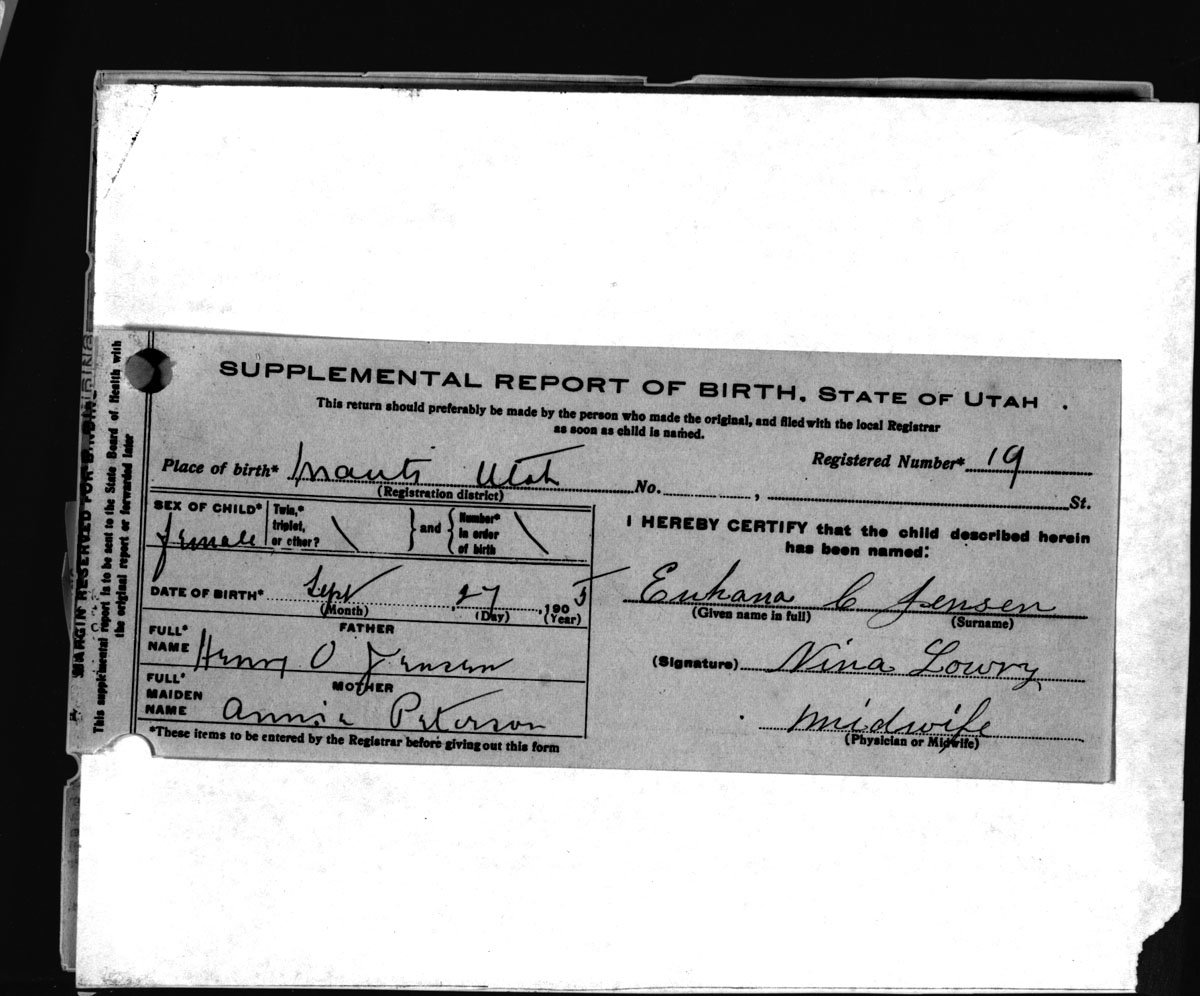 SUPPLEMENTAL REPORT OF BIRTH. STATE OF UTAH
This return should preferably be made by the person who made the original, and filed with the local Registrar
as soon as child is named.
Place of birth* Manti Utah No. , St.
(Registration district)
Registered Number* 19
SEX OF CHILD* female
Twin,* triplet, or other? \ } and { Number* in order of birth \
DATE OF BIRTH* Sept 27, 1905
(Month) (Day) (Year)
FATHER
FULL* NAME Henry O Jensen
MOTHER
FULL* MAIDEN NAME Annie Peterson
*These items to be entered by the Registrar before giving out this form
I HEREBY CERTIFY that the child described herein
has been named:
C Jensen
(Given name in full) (Surname)
(Signature) Nina Lowry
midwife
(Physician or Midwife)
MARGIN RESERVED FOR BINDING
This supplemental report is to be sent to the State Board of Health with
the original report or forwarded later